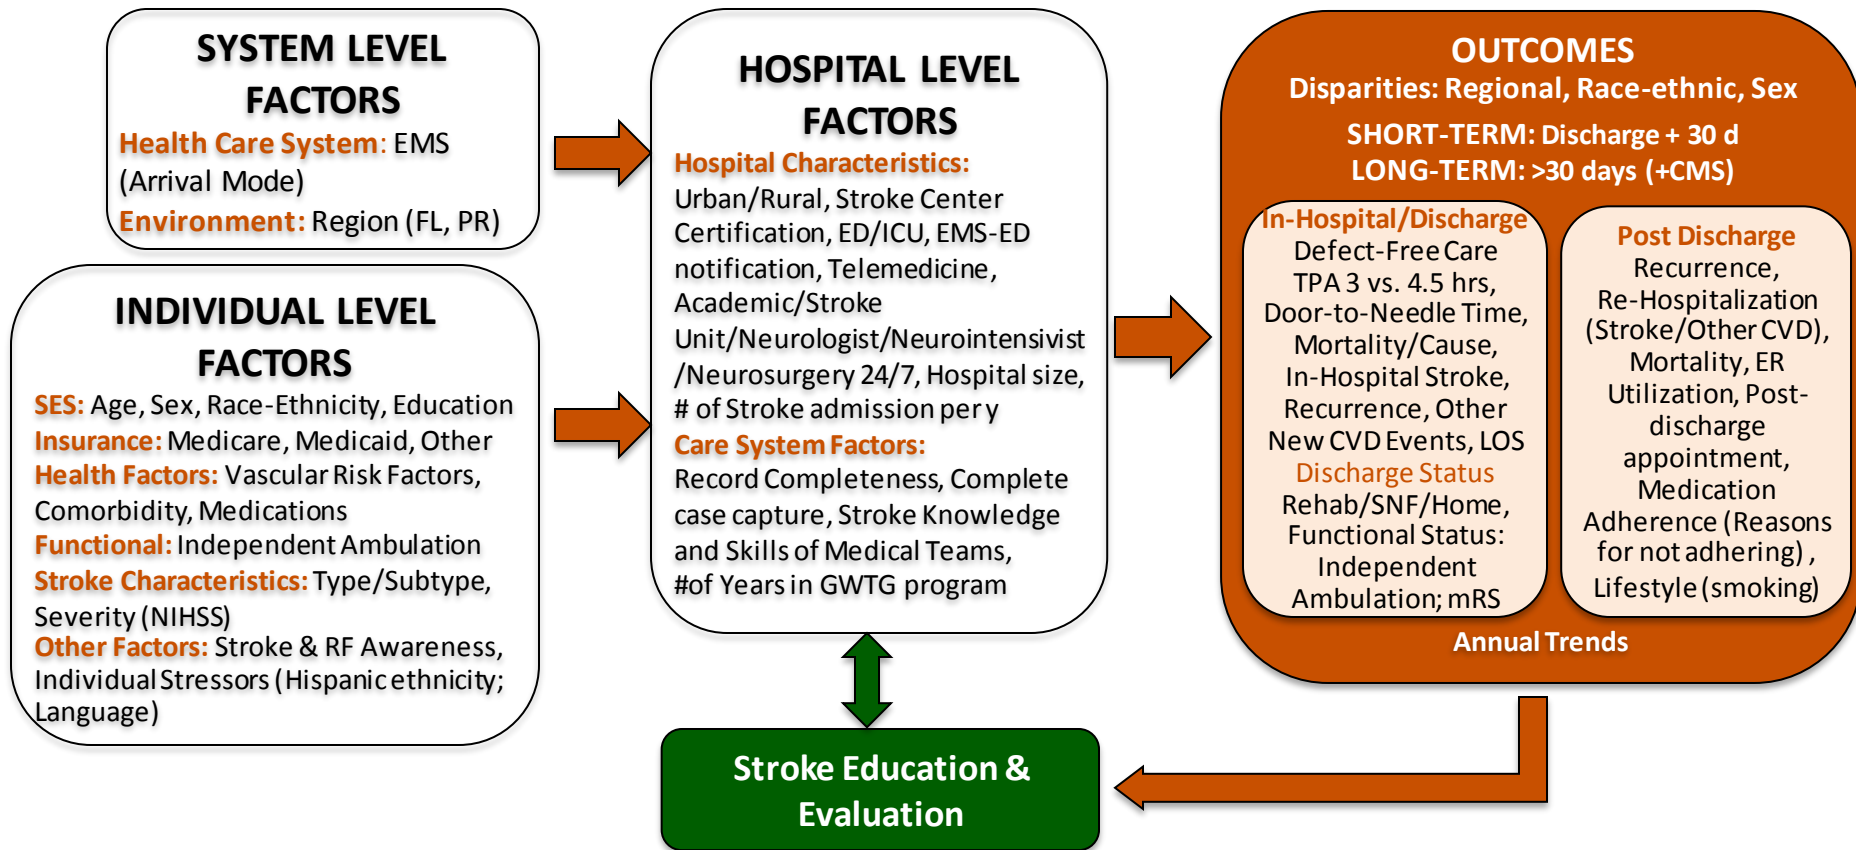 SYSTEM LEVEL
FACTORS
Health Care System: EMS
(Arrival Mode)
Environment: Region (FL, PR)
INDIVIDUAL LEVEL
FACTORS
SES: Age, Sex, Race-Ethnicity, Education
Insurance: Medicare, Medicaid, Other
Health Factors: Vascular Risk Factors,
Comorbidity, Medications
Functional: Independent Ambulation
Stroke Characteristics: Type/Subtype,
Severity (NIHSS)
Other Factors: Stroke & RF Awareness,
Individual Stressors (Hispanic ethnicity;
Language)
HOSPITAL LEVEL
FACTORS
Hospital Characteristics:
Urban/Rural, Stroke Center
Certification, ED/ICU, EMS-ED
notification, Telemedicine,
Academic/Stroke
Unit/Neurologist/Neurointensivist
/Neurosurgery 24/7, Hospital size,
# of Stroke admission per y
Care System Factors:
Record Completeness, Complete
case capture, Stroke Knowledge
and Skills of Medical Teams,
#of Years in GWTG program
OUTCOMES
Disparities: Regional, Race-ethnic, Sex
SHORT-TERM: Discharge + 30 d
LONG-TERM: >30 days (+CMS)
In-Hospital/Discharge
Defect-Free Care
TPA 3 vs. 4.5 hrs,
Door-to-Needle Time,
Mortality/Cause,
In-Hospital Stroke,
Recurrence, Other
New CVD Events, LOS
Discharge Status
Rehab/SNF/Home,
Functional Status:
Independent
Ambulation; mRS
Post Discharge
Recurrence,
Re-Hospitalization
(Stroke/Other CVD),
Mortality, ER
Utilization, Post-
discharge
appointment,
Medication
Adherence (Reasons
for not adhering) ,
Lifestyle (smoking)
Annual Trends
Stroke Education &
Evaluation